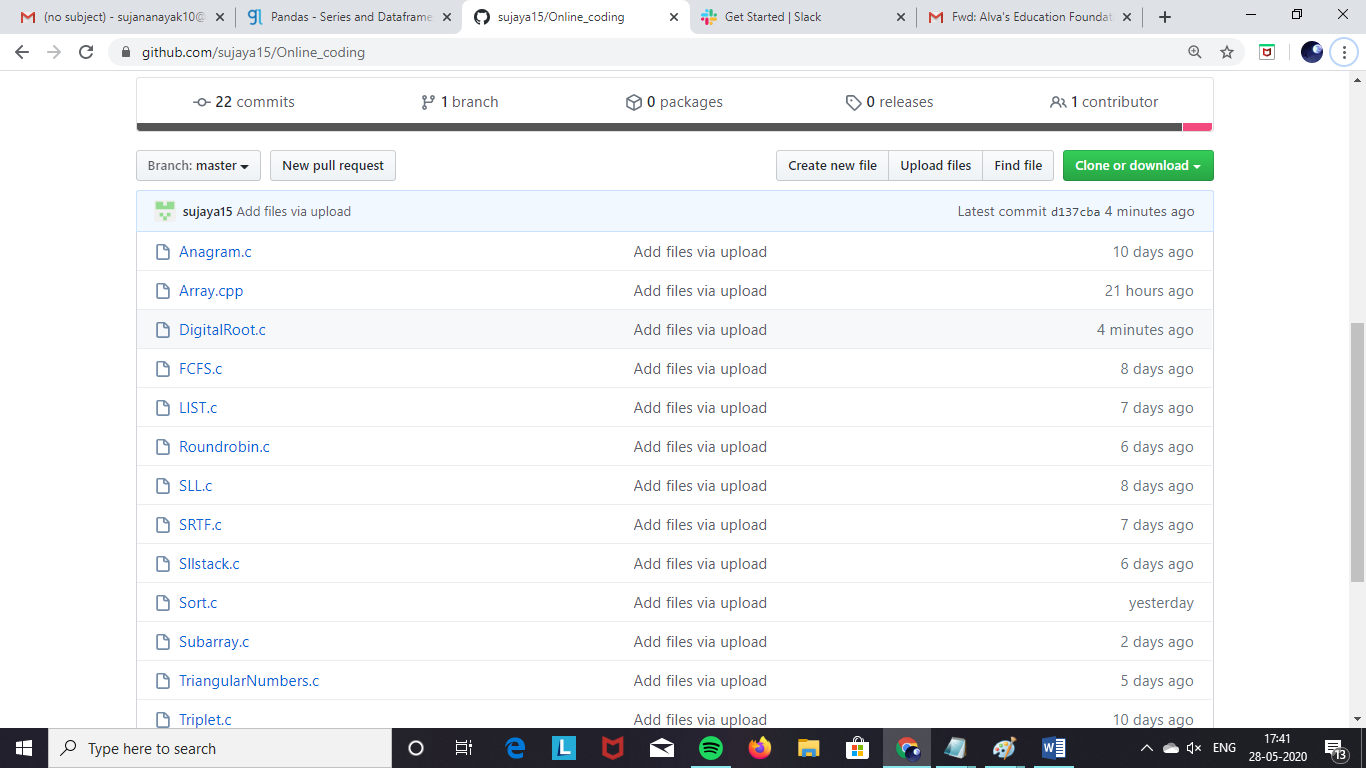 (no subject) - sujananayak10@ Pandas - Series and Dataframe sujaya15/Online_coding Get Started | Slack Fwd: Alva's Education Foundat
github.com/sujaya15/Online_coding
22 commits 1 branch 0 packages 0 releases 1 contributor
Branch: master New pull request Create new file Upload files Find file Clone or download
sujaya15 Add files via upload Latest commit d137cba 4 minutes ago
Anagram.c Add files via upload 10 days ago
Array.cpp Add files via upload 21 hours ago
DigitalRoot.c Add files via upload 4 minutes ago
FCFS.c Add files via upload 8 days ago
LIST.c Add files via upload 7 days ago
Roundrobin.c Add files via upload 6 days ago
SLL.c Add files via upload 8 days ago
SRTF.c Add files via upload 7 days ago
Sllstack.c Add files via upload 6 days ago
Sort.c Add files via upload yesterday
Subarray.c Add files via upload 2 days ago
TriangularNumbers.c Add files via upload 5 days ago
Triplet.c Add files via upload 10 days ago
Type here to search ENG 17:41
28-05-2020 13